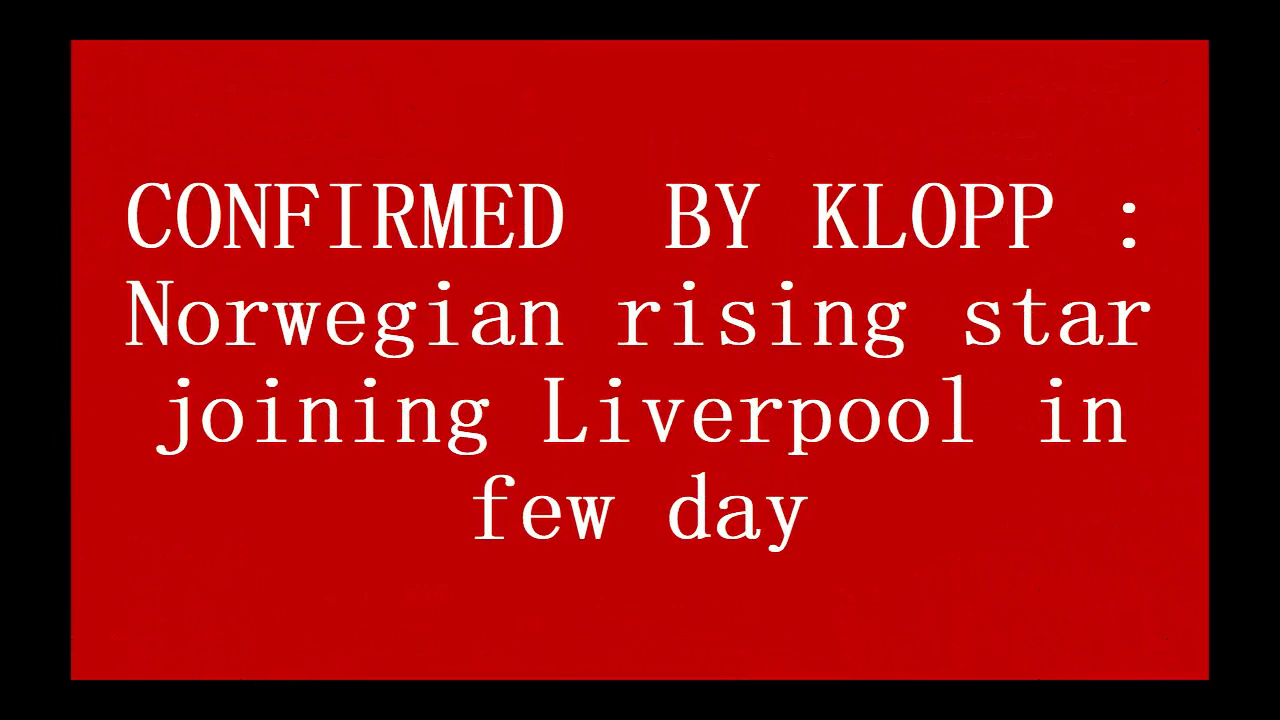 CONFIRMED  BY KLOPP :
Norwegian rising star
joining Liverpool in
few day